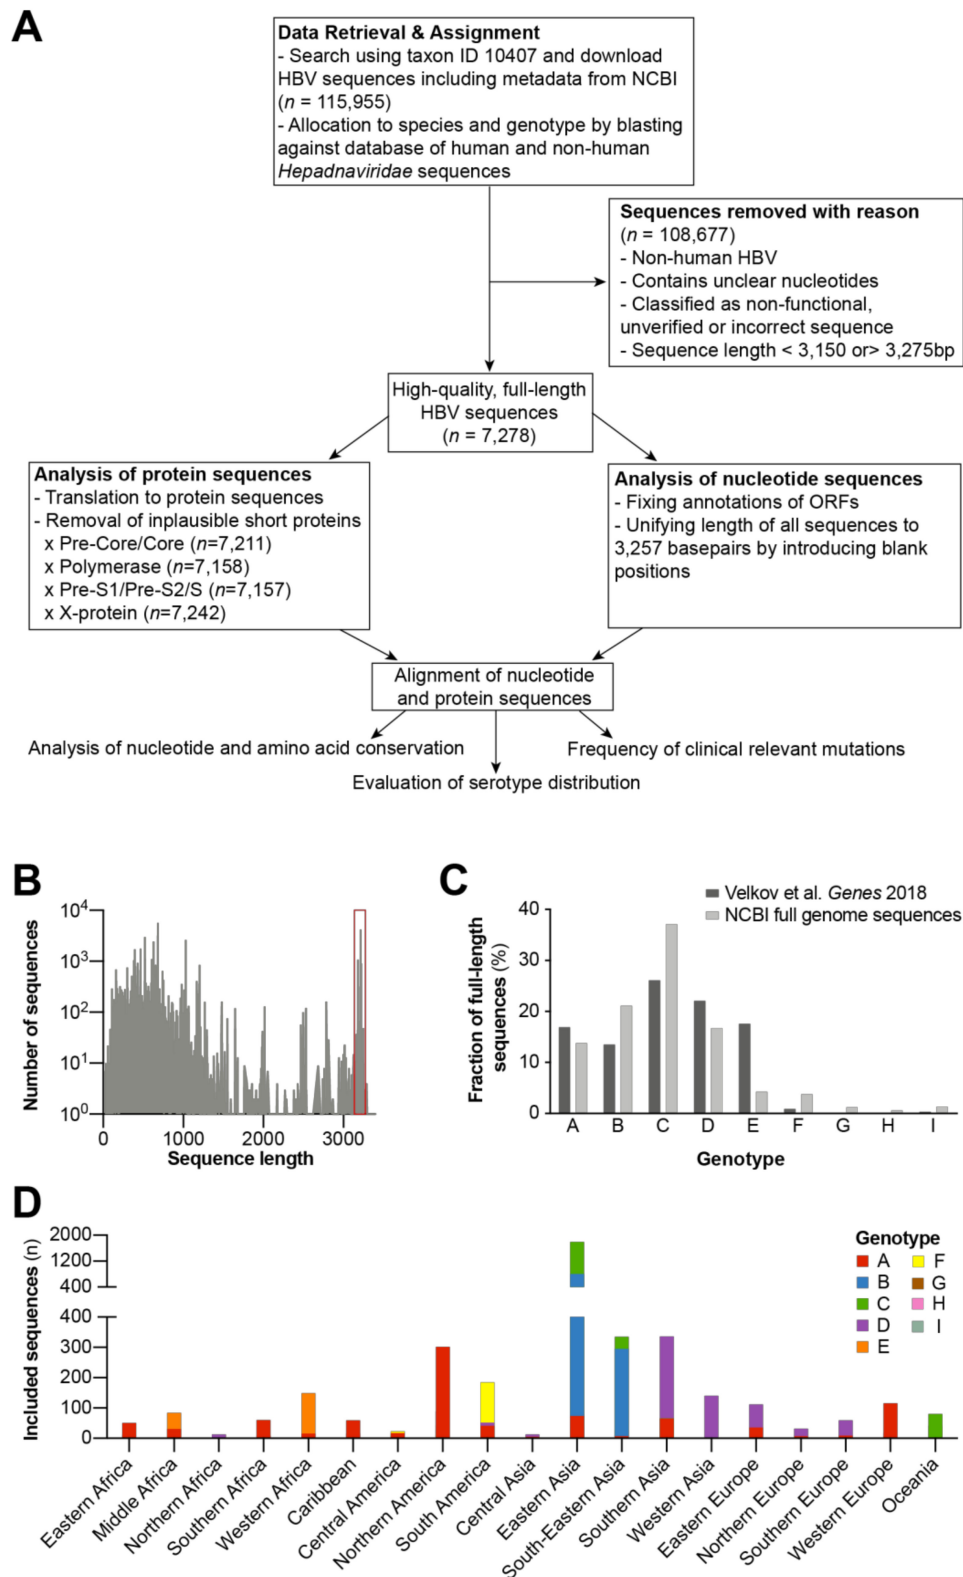 A
Data Retrieval & Assignment
- Search using taxon ID 10407 and download
HBV sequences including metadata from NCBI
(n = 115,955)
- Allocation to species and genotype by blasting
against database of human and non-human
Hepadnaviridae sequences
Sequences removed with reason
(n = 108,677)
- Non-human HBV
- Contains unclear nucleotides
- Classified as non-functional,
unverified or incorrect sequence
- Sequence length < 3,150 or> 3,275bp
High-quality, full-length
HBV sequences
(n = 7,278)
Analysis of protein sequences
- Translation to protein sequences
- Removal of inplausible short proteins
x Pre-Core/Core (n=7,211)
x Polymerase (n=7,158)
x Pre-S1/Pre-S2/S (n=7,157)
x X-protein (n=7,242)
Analysis of nucleotide sequences
- Fixing annotations of ORFs
- Unifying length of all sequences to
3,257 basepairs by introducing blank
positions
Alignment of nucleotide
and protein sequences
Analysis of nucleotide and amino acid conservation
Frequency of clinical relevant mutations
Evaluation of serotype distribution
B
Number of sequences
10⁴
10³
10²
10¹
10⁰
0 1000 2000 3000
Sequence length
C
Velkov et al. Genes 2018
NCBI full genome sequences
Fraction of full-length
sequences (%)
40
30
20
10
0
A B C D E F G H I
Genotype
D
Included sequences (n)
2000
1200
400
400
300
200
100
0
Genotype
A F
B G
C H
D I
E
Eastern Africa
Middle Africa
Northern Africa
Southern Africa
Western Africa
Caribbean
Central America
Northern America
South America
Central Asia
Eastern Asia
South-Eastern Asia
Southern Asia
Western Asia
Eastern Europe
Northern Europe
Southern Europe
Western Europe
Oceania